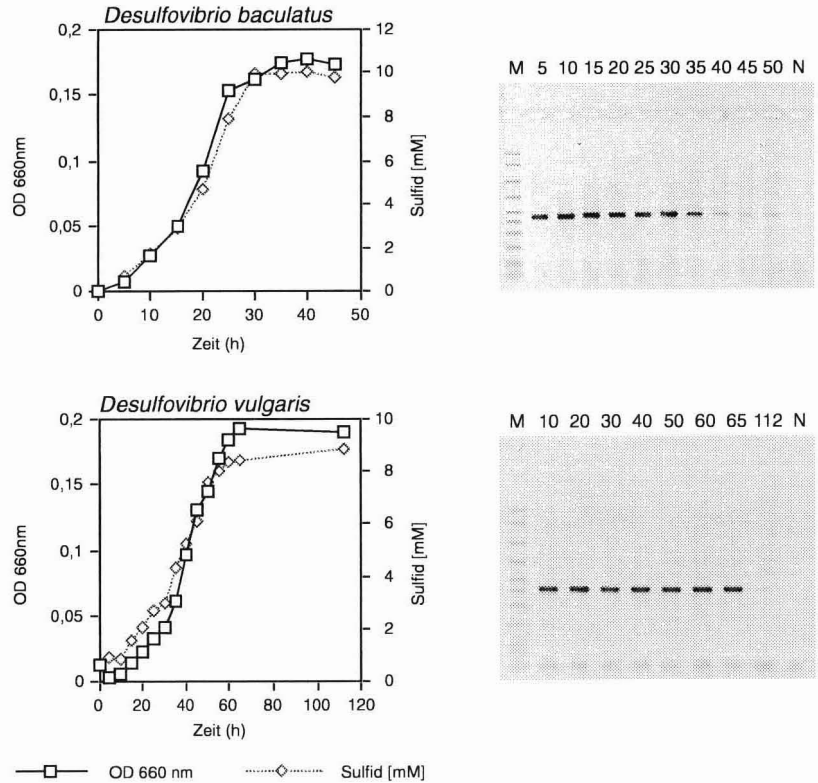 Desulfovibrio baculatus
0,2
0,15
0,1
0,05
0
OD 660nm
12
10
8
6
4
2
0
Sulfid [mM]
0 10 20 30 40 50
Zeit (h)
M 5 10 15 20 25 30 35 40 45 50 N
Desulfovibrio vulgaris
0,2
0,15
0,1
0,05
0
OD 660nm
10
8
6
4
2
0
Sulfid [mM]
0 20 40 60 80 100 120
Zeit (h)
M 10 20 30 40 50 60 65 112 N
OD 660 nm
Sulfid [mM]